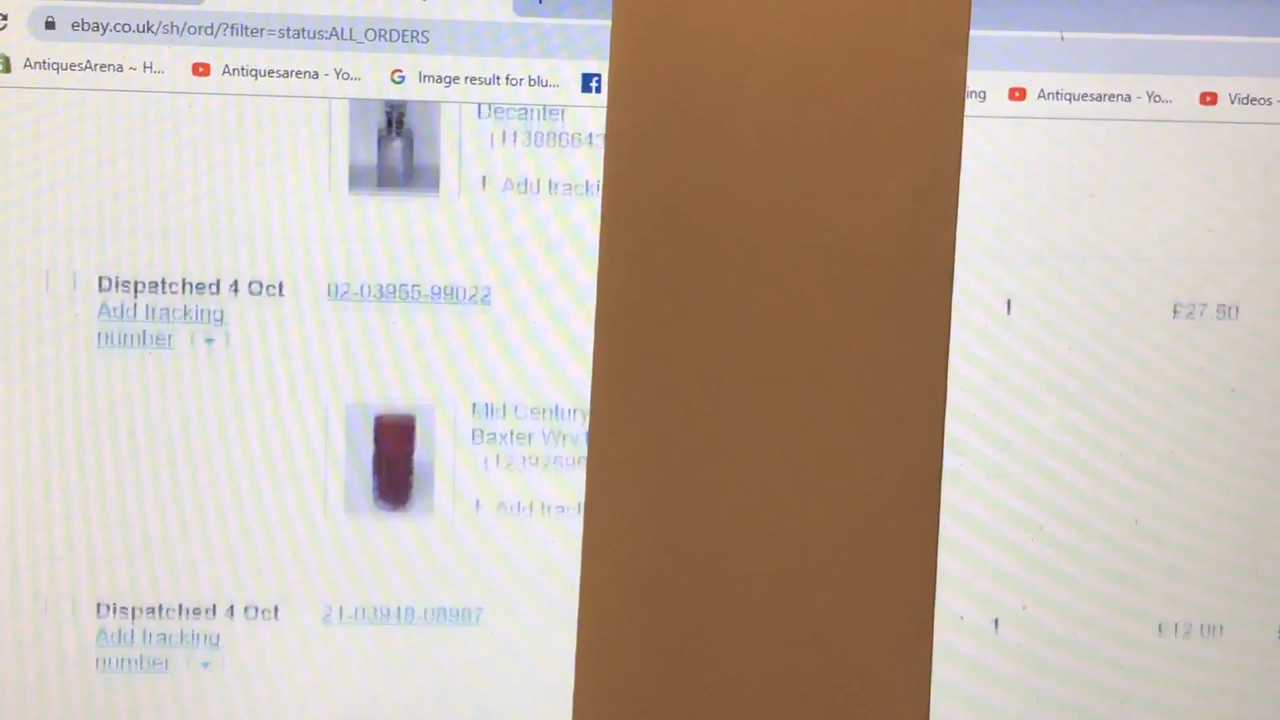 ebay.co.uk/sh/ord/?filter=status:ALL_ORDERS
AntiquesArena ~ H... Antiquesarena - Yo... Image result for blu... ing Antiquesarena - Yo... Videos -
Decanter
+ Add tracki
Dispatched 4 Oct 02-03955-99022 1 £27.50
Add tracking
number
Mid Century
Baxter
+ Add track
Dispatched 4 Oct 1 £12.00
Add tracking
number